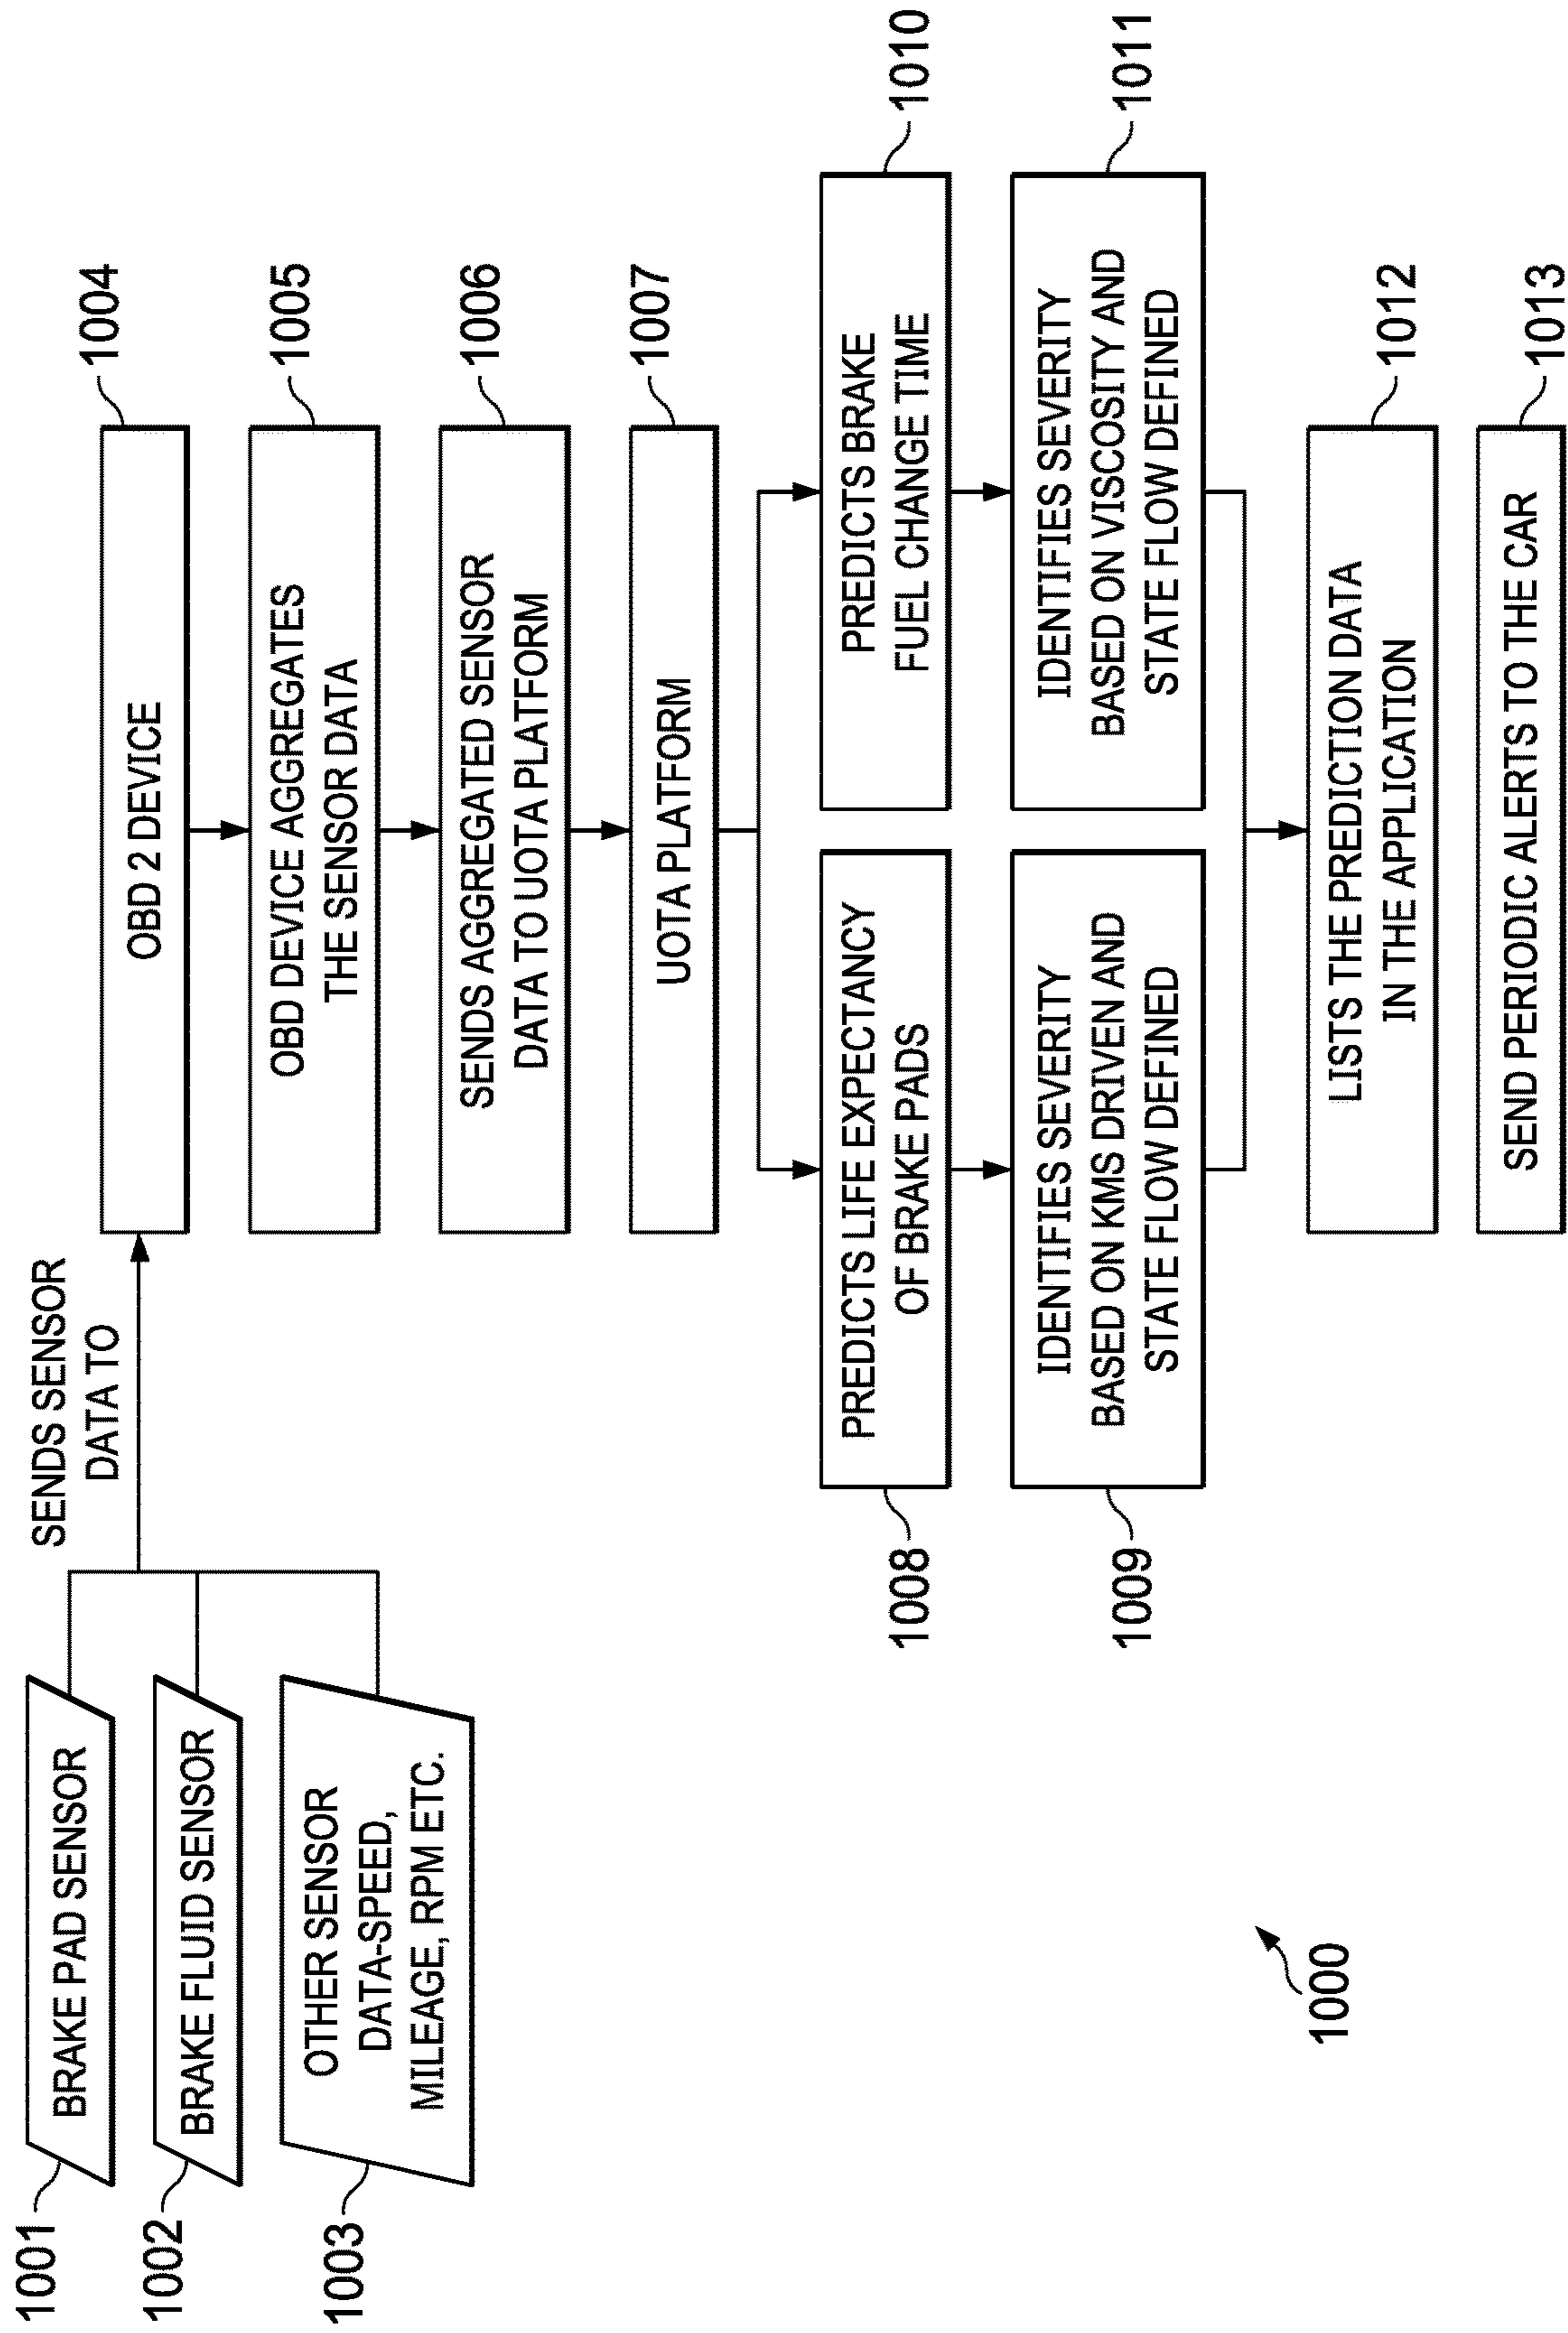 1001
BRAKE PAD SENSOR
1002
BRAKE FLUID SENSOR
1003
OTHER SENSOR
DATA-SPEED,
MILEAGE, RPM ETC.
SENDS SENSOR
DATA TO
OBD 2 DEVICE
1004
OBD DEVICE AGGREGATES
THE SENSOR DATA
1005
SENDS AGGREGATED SENSOR
DATA TO UOTA PLATFORM
1006
UOTA PLATFORM
1007
1008
PREDICTS LIFE EXPECTANCY
OF BRAKE PADS
PREDICTS BRAKE
FUEL CHANGE TIME
1010
1009
IDENTIFIES SEVERITY
BASED ON KMS DRIVEN AND
STATE FLOW DEFINED
IDENTIFIES SEVERITY
BASED ON VISCOSITY AND
STATE FLOW DEFINED
1011
LISTS THE PREDICTION DATA
IN THE APPLICATION
1012
SEND PERIODIC ALERTS TO THE CAR
1013
1000